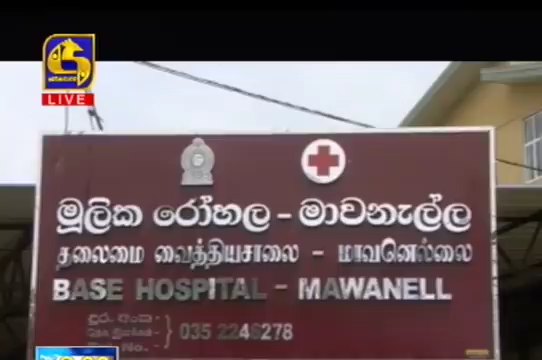 LIVE
මූලික රෝහල - මාවනැල්ල
தலைமை வைத்தியசாலை - மாவனெல்லை
BASE HOSPITAL - MAWANELL
දුර. අංක -
035 2246278